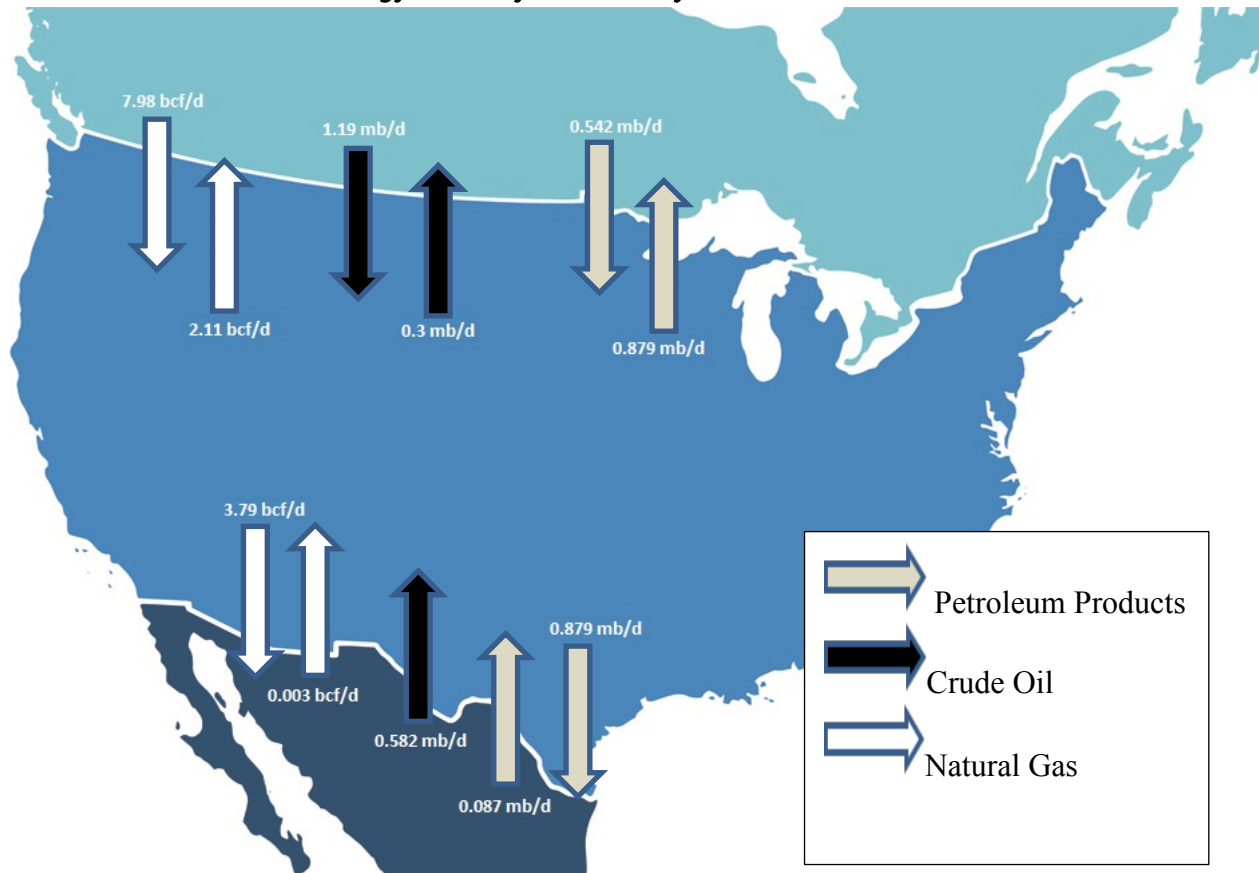 7.98 bcf/d
1.19 mb/d
0.542 mb/d
2.11 bcf/d
0.3 mb/d
0.879 mb/d
3.79 bcf/d
0.879 mb/d
0.003 bcf/d
0.582 mb/d
0.087 mb/d
Petroleum Products
Crude Oil
Natural Gas